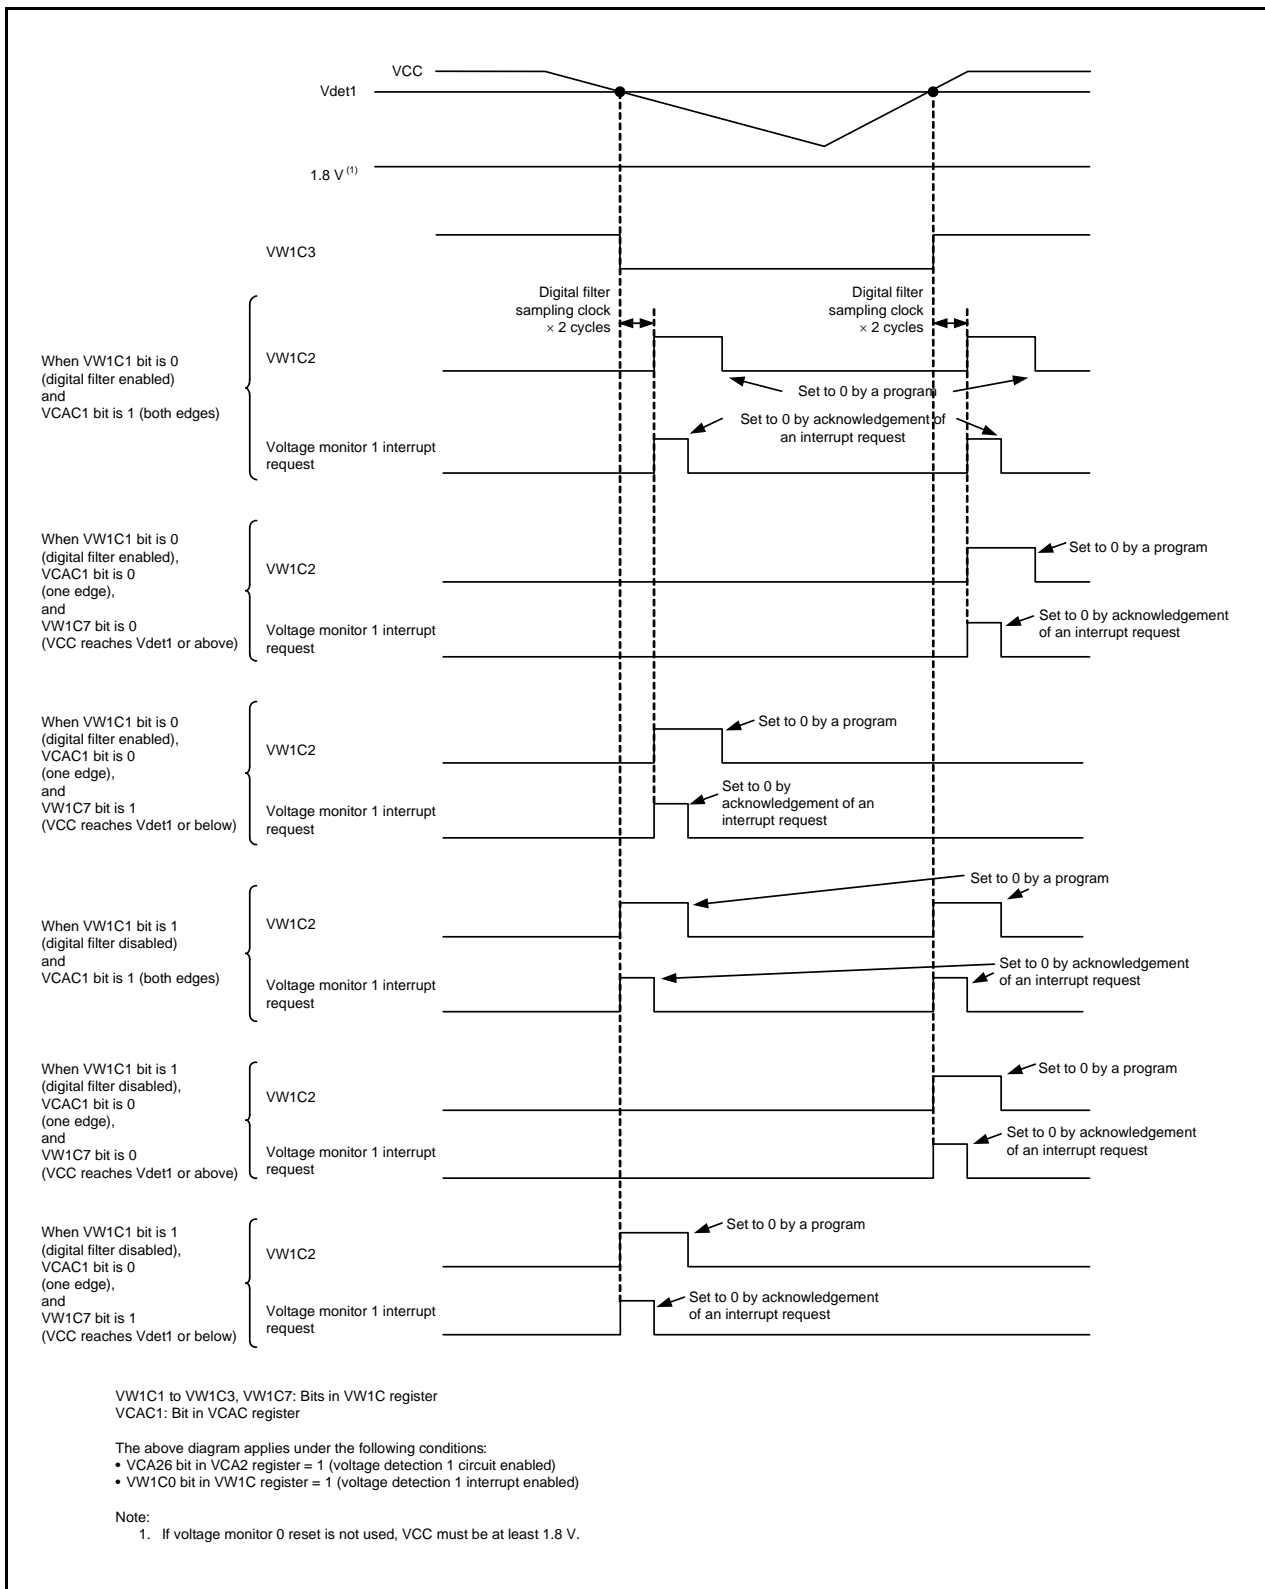 VCC
Vdet1
1.8 V (1)
VW1C3
Digital filter
sampling clock
× 2 cycles
Digital filter
sampling clock
× 2 cycles
When VW1C1 bit is 0
(digital filter enabled)
and
VCAC1 bit is 1 (both edges)
VW1C2
Set to 0 by a program
Set to 0 by acknowledgement of
an interrupt request
Voltage monitor 1 interrupt
request
When VW1C1 bit is 0
(digital filter enabled),
VCAC1 bit is 0
(one edge),
and
VW1C7 bit is 0
(VCC reaches Vdet1 or above)
VW1C2
Set to 0 by a program
Voltage monitor 1 interrupt
request
Set to 0 by acknowledgement
of an interrupt request
When VW1C1 bit is 0
(digital filter enabled),
VCAC1 bit is 0
(one edge),
and
VW1C7 bit is 1
(VCC reaches Vdet1 or below)
VW1C2
Set to 0 by a program
Voltage monitor 1 interrupt
request
Set to 0 by
acknowledgement of an
interrupt request
When VW1C1 bit is 1
(digital filter disabled)
and
VCAC1 bit is 1 (both edges)
VW1C2
Set to 0 by a program
Voltage monitor 1 interrupt
request
Set to 0 by acknowledgement
of an interrupt request
When VW1C1 bit is 1
(digital filter disabled),
VCAC1 bit is 0
(one edge),
and
VW1C7 bit is 0
(VCC reaches Vdet1 or above)
VW1C2
Set to 0 by a program
Voltage monitor 1 interrupt
request
Set to 0 by acknowledgement
of an interrupt request
When VW1C1 bit is 1
(digital filter disabled),
VCAC1 bit is 0
(one edge),
and
VW1C7 bit is 1
(VCC reaches Vdet1 or below)
VW1C2
Set to 0 by a program
Voltage monitor 1 interrupt
request
Set to 0 by acknowledgement
of an interrupt request
VW1C1 to VW1C3, VW1C7: Bits in VW1C register
VCAC1: Bit in VCAC register
The above diagram applies under the following conditions:
• VCA26 bit in VCA2 register = 1 (voltage detection 1 circuit enabled)
• VW1C0 bit in VW1C register = 1 (voltage detection 1 interrupt enabled)
Note:
1. If voltage monitor 0 reset is not used, VCC must be at least 1.8 V.